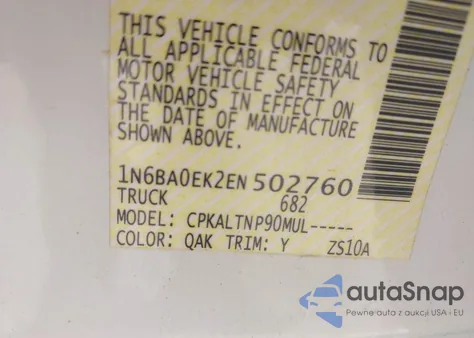 THIS VEHICLE CONFORMS TO
ALL APPLICABLE FEDERAL
MOTOR VEHICLE SAFETY
STANDARDS IN EFFECT ON
THE DATE OF MANUFACTURE
SHOWN ABOVE.
1N6BA0EK2EN502760
TRUCK 682
MODEL: CPKALTNP90MUL-----
COLOR: QAK TRIM: Y ZS10A
autaSnap
Pewne auta z aukcji USA - EU